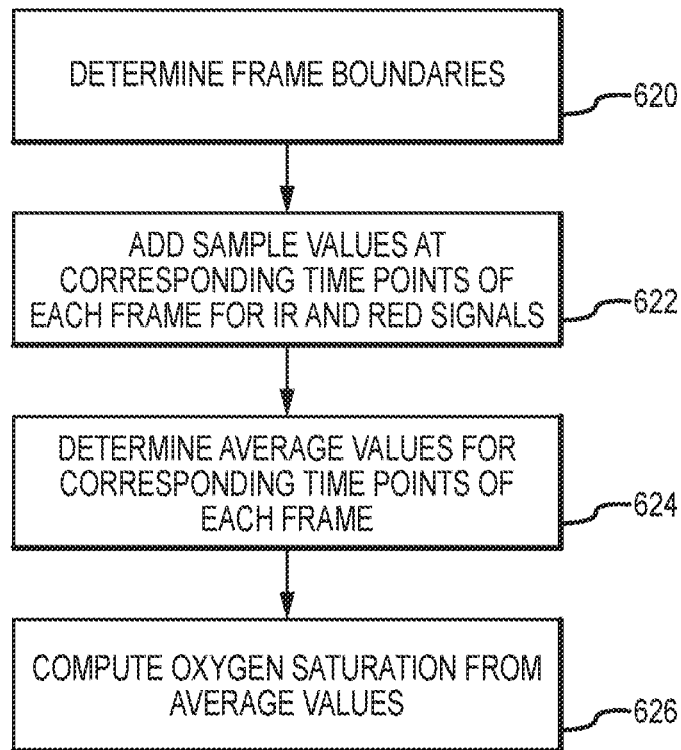 DETERMINE FRAME BOUNDARIES
620
ADD SAMPLE VALUES AT
CORRESPONDING TIME POINTS OF
EACH FRAME FOR IR AND RED SIGNALS
622
DETERMINE AVERAGE VALUES FOR
CORRESPONDING TIME POINTS OF
EACH FRAME
624
COMPUTE OXYGEN SATURATION FROM
AVERAGE VALUES
626